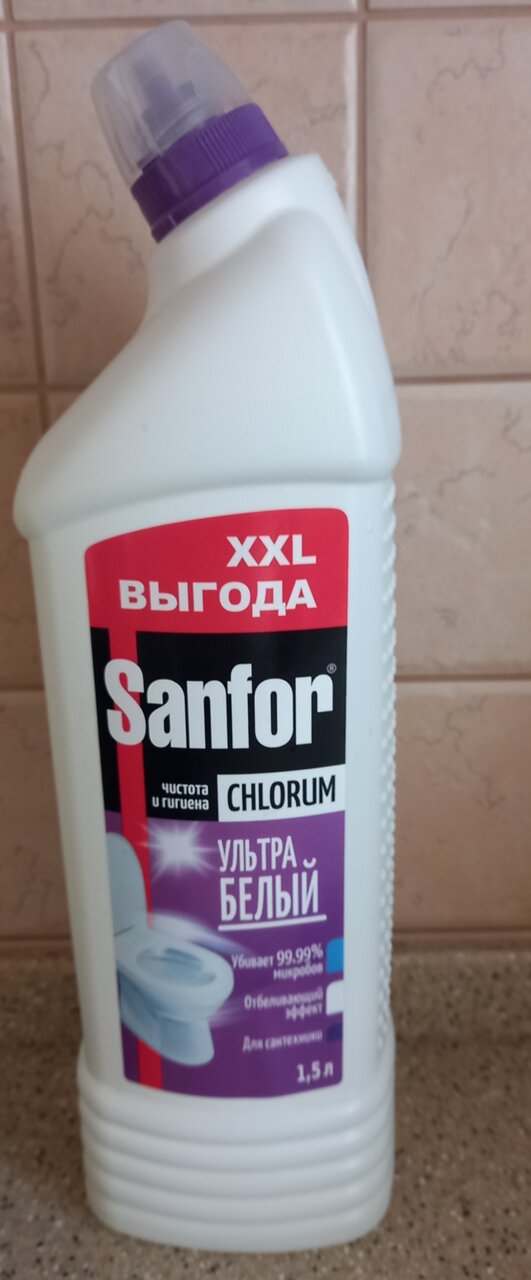 XXL
ВЫГОДА
Sanfor®
чистота
и гигиена
CHLORUM
УЛЬТРА
БЕЛЫЙ
Убивает 99.99%
микробов
Отбеливающий
эффект
Для сантехники
1,5 л